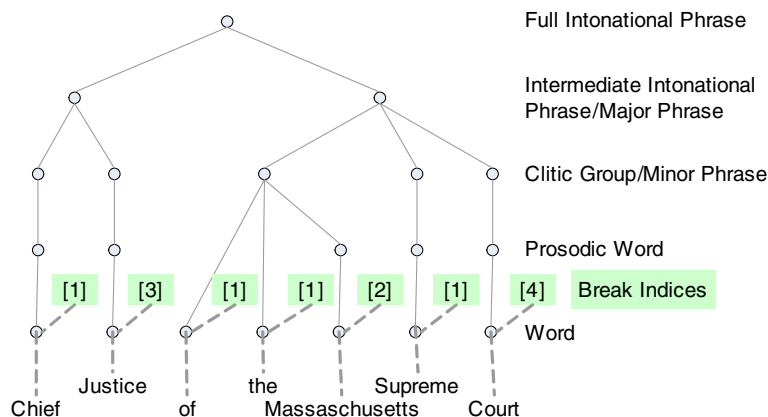 Full Intonational Phrase
Intermediate Intonational
Phrase/Major Phrase
Clitic Group/Minor Phrase
Prosodic Word
[1] [3] [1] [1] [2] [1] [4] Break Indices
Word
Justice the Supreme
Chief of Massaschusetts Court